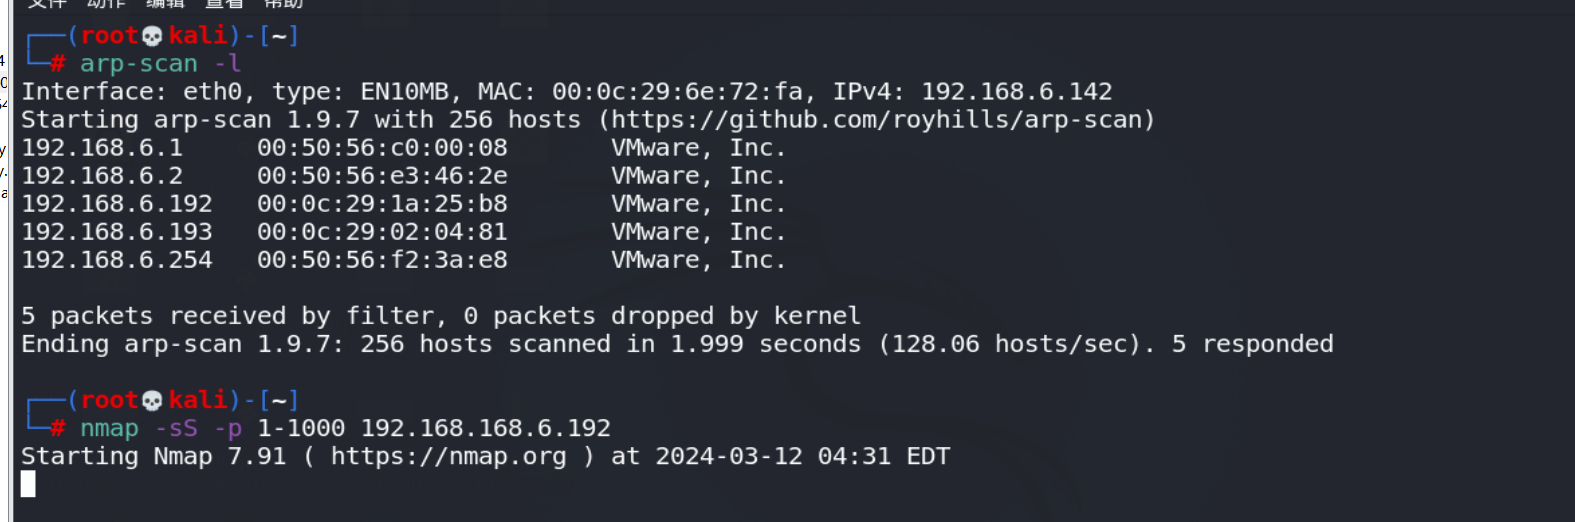 文件 动作 编辑 查看 帮助
┌──(root💀kali)-[~]
└─# arp-scan -l
Interface: eth0, type: EN10MB, MAC: 00:0c:29:6e:72:fa, IPv4: 192.168.6.142
Starting arp-scan 1.9.7 with 256 hosts (https://github.com/royhills/arp-scan)
192.168.6.1 00:50:56:c0:00:08 VMware, Inc.
192.168.6.2 00:50:56:e3:46:2e VMware, Inc.
192.168.6.192 00:0c:29:1a:25:b8 VMware, Inc.
192.168.6.193 00:0c:29:02:04:81 VMware, Inc.
192.168.6.254 00:50:56:f2:3a:e8 VMware, Inc.
5 packets received by filter, 0 packets dropped by kernel
Ending arp-scan 1.9.7: 256 hosts scanned in 1.999 seconds (128.06 hosts/sec). 5 responded
┌──(root💀kali)-[~]
└─# nmap -sS -p 1-1000 192.168.168.6.192
Starting Nmap 7.91 ( https://nmap.org ) at 2024-03-12 04:31 EDT